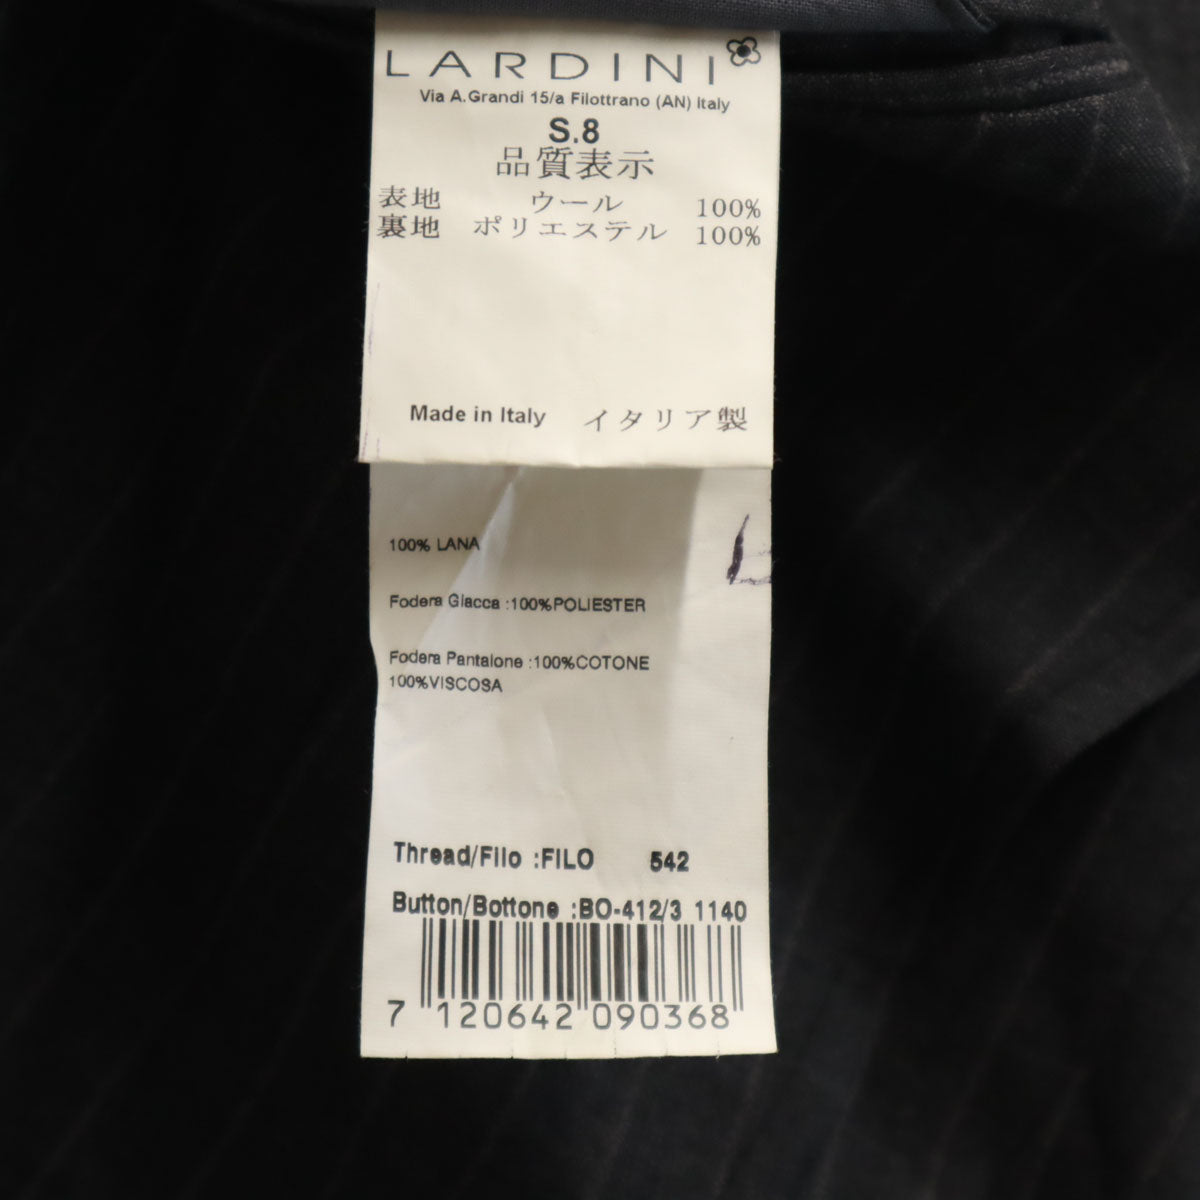 LARDINI
Via A.Grandi 15/a Filottrano (AN) Italy
S.8
品質表示
表地 ウール 100%
裏地 ポリエステル 100%
Made in Italy イタリア製
100% LANA
Fodera Giacca :100%POLIESTER
Fodera Pantalone :100%COTONE
100%VISCOSA
Thread/Filo :FILO 542
Button/Bottone :BO-412/3 1140
7 120642 090368